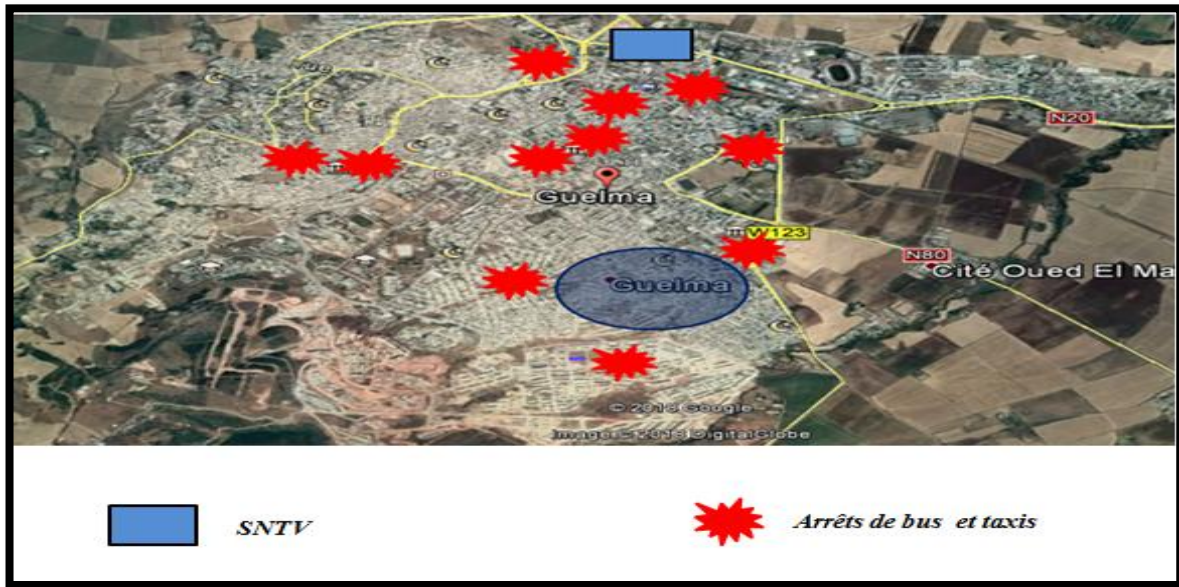 N20
Guelma
W123
N80
Cité Oued El Ma
Guelma
© 2018 Google
Image © 2018 DigitalGlobe
SNTV
Arrêts de bus et taxis